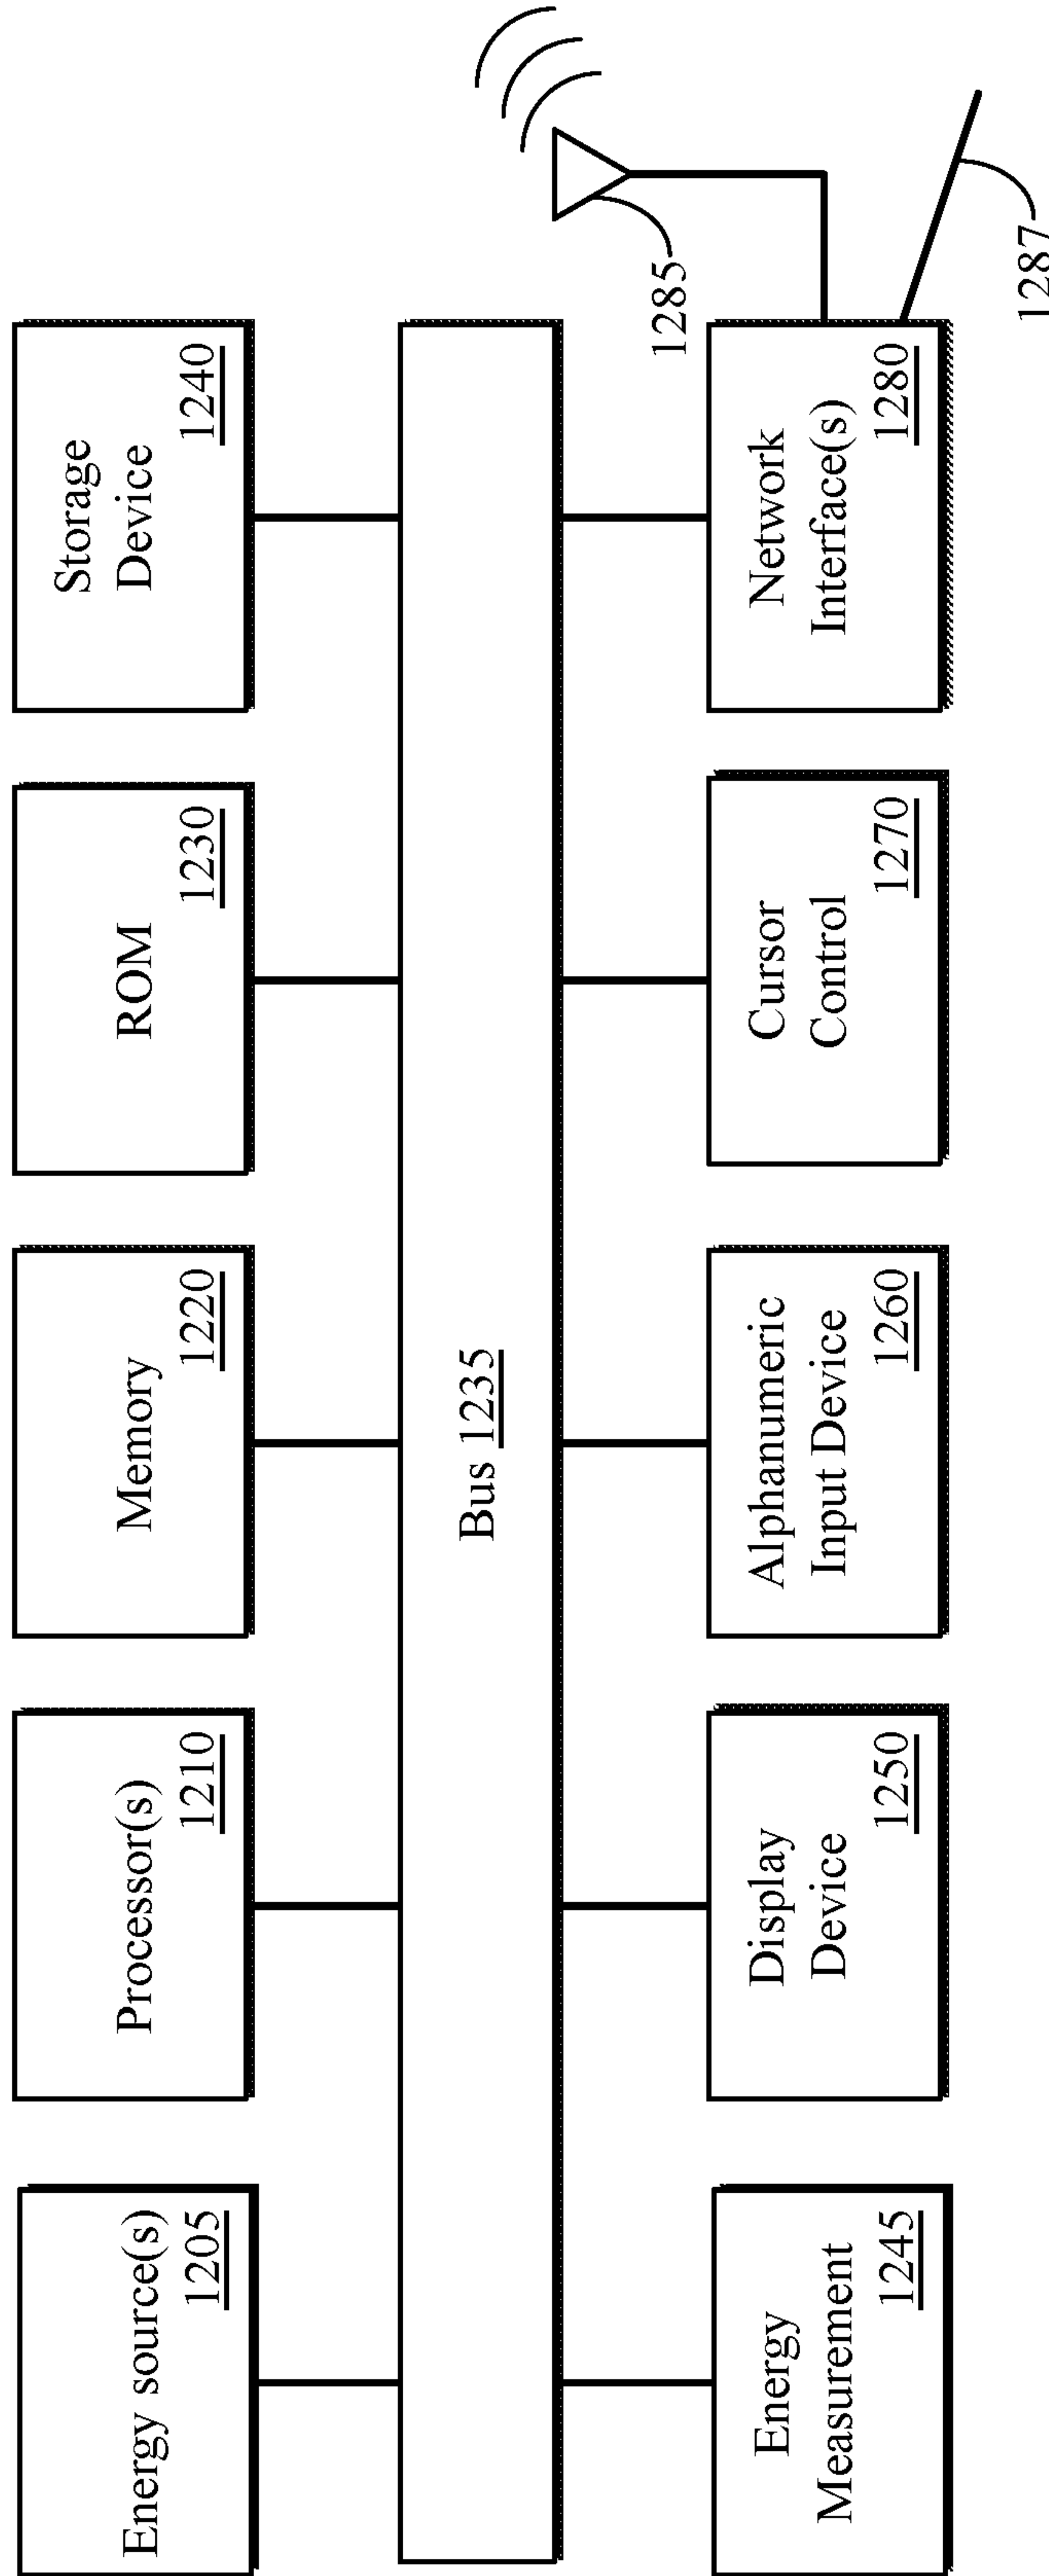 Energy source(s)
1205
Processor(s)
1210
Memory
1220
ROM
1230
Storage
Device
1240
Bus 1235
Energy
Measurement
1245
Display
Device
1250
Alphanumeric
Input Device
1260
Cursor
Control
1270
Network
Interface(s)
1280
1285
1287